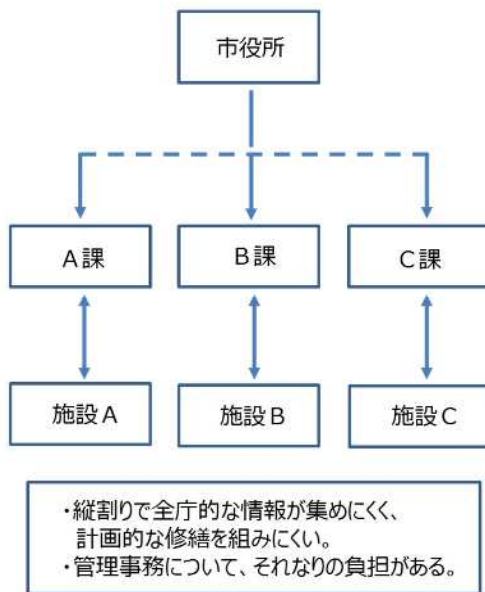 市役所
A課
B課
C課
施設A
施設B
施設C
・縦割りで全庁的な情報が集めにくく、
計画的な修繕を組みにくい。
・管理事務について、それなりの負担がある。